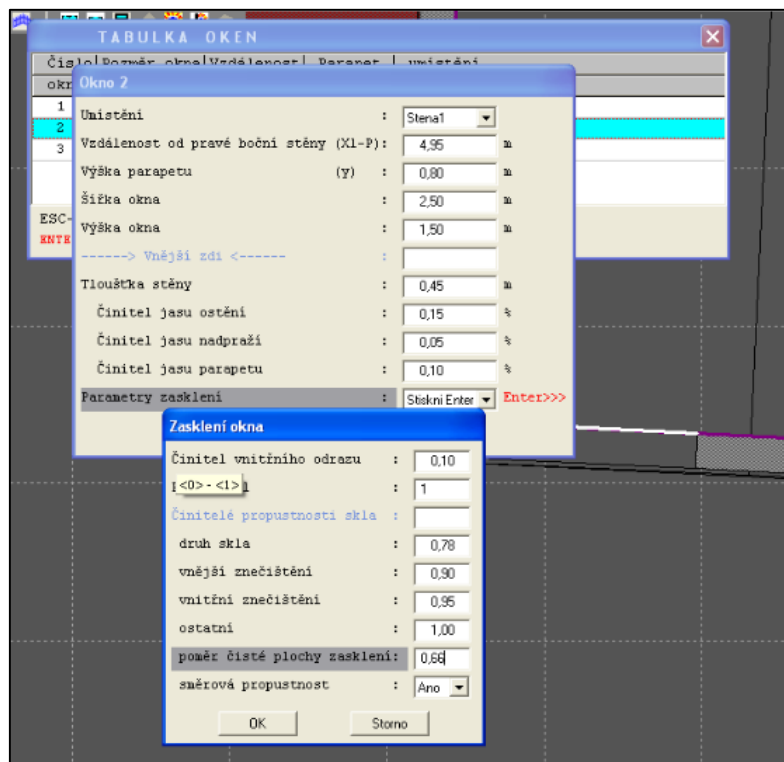 TABULKA OKEN
Číslo|Rozměr okna|Vzdálenost| Parapet | umístění
okn
Okno 2
1
2
3
Umístění : Stena1
Vzdálenost od pravé boční stěny (Xl-P): 4,95 m
Výška parapetu (y) : 0,80 m
Šířka okna : 2,50 m
Výška okna : 1,50 m
------> Vnější zdi <------ :
Tloušťka stěny : 0,45 m
Činitel jasu ostění : 0,15 %
Činitel jasu nadpraží : 0,05 %
Činitel jasu parapetu : 0,10 %
Parametry zasklení : Stiskni Enter Enter>>>
ESC-
ENTE
Zasklení okna
Činitel vnitřního odrazu : 0,10
<0>-<1> : 1
Činitelé propustnosti skla :
druh skla : 0,78
vnější znečištění : 0,90
vnitřní znečištění : 0,95
ostatní : 1,00
poměr čisté plochy zasklení: 0,66
směrová propustnost : Ano
OK Storno